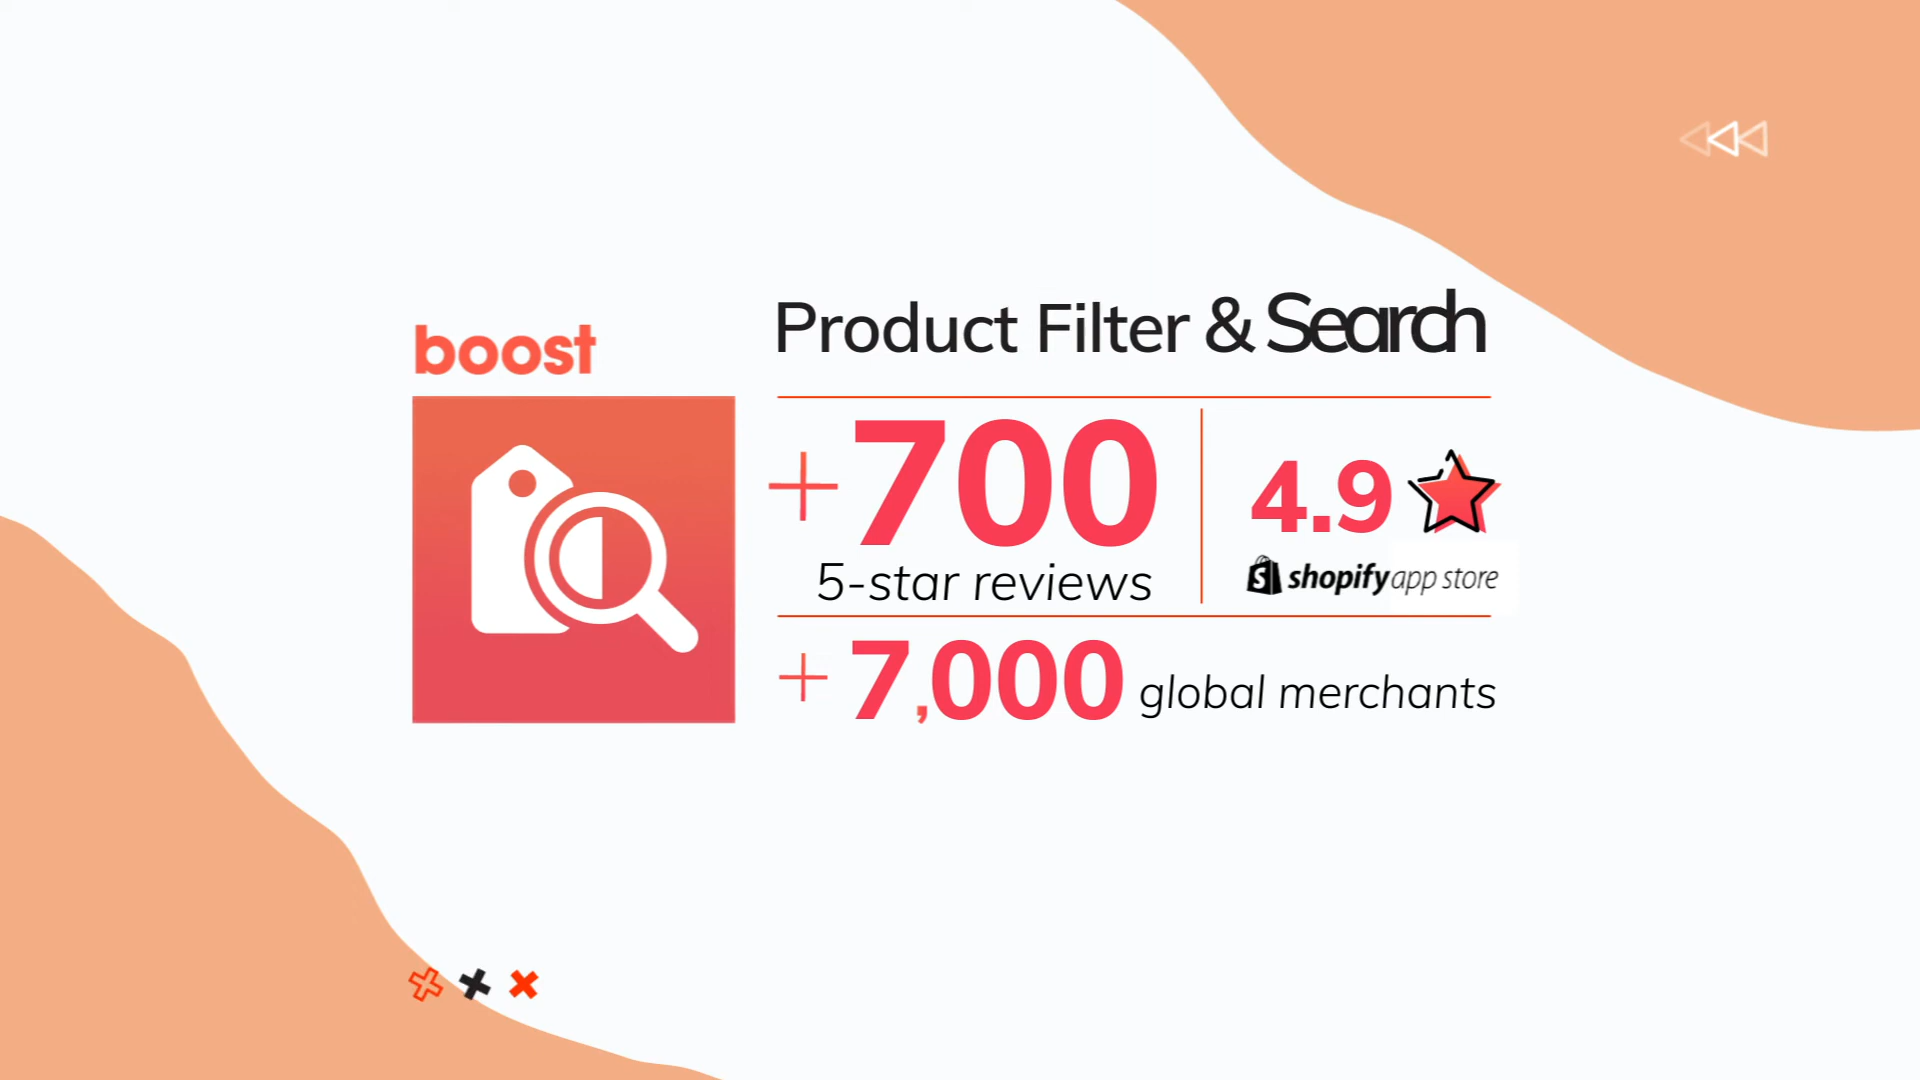 boost
Product Filter & Search
+700
5-star reviews
4.9
shopify app store
+7,000 global merchants